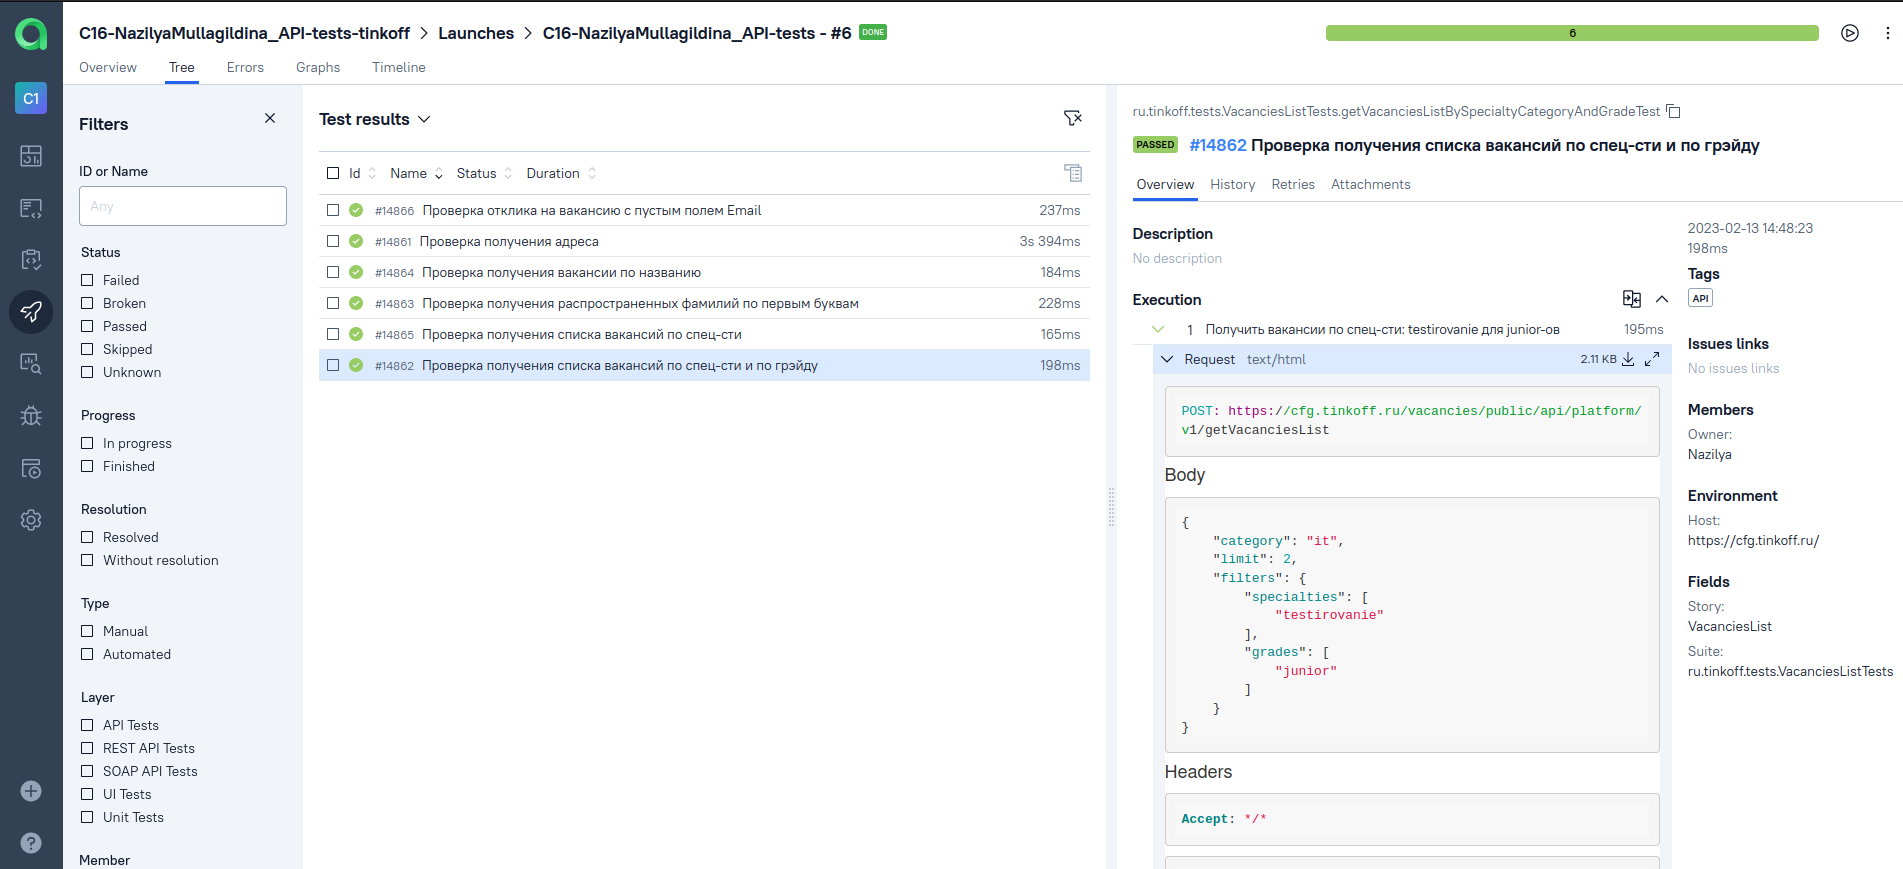 C16-NazilyaMullagildina_API-tests-tinkoff > Launches > C16-NazilyaMullagildina_API-tests - #6 DONE
6
Overview Tree Errors Graphs Timeline
C1
Filters
ID or Name
Any
Status
Failed
Broken
Passed
Skipped
Unknown
Progress
In progress
Finished
Resolution
Resolved
Without resolution
Type
Manual
Automated
Layer
API Tests
REST API Tests
SOAP API Tests
UI Tests
Unit Tests
Member
Test results
Id Name Status Duration
#14866 Проверка отклика на вакансию с пустым полем Email 237ms
#14861 Проверка получения адреса 3s 394ms
#14864 Проверка получения вакансии по названию 184ms
#14863 Проверка получения распространенных фамилий по первым буквам 228ms
#14865 Проверка получения списка вакансий по спец-сти 165ms
#14862 Проверка получения списка вакансий по спец-сти и по грэйду 198ms
ru.tinkoff.tests.VacanciesListTests.getVacanciesListBySpecialtyCategoryAndGradeTest
PASSED #14862 Проверка получения списка вакансий по спец-сти и по грэйду
Overview History Retries Attachments
Description
No description
Execution
1 Получить вакансии по спец-сти: testirovanie для junior-ов 195ms
Request text/html 2.11 KB
POST: https://cfg.tinkoff.ru/vacancies/public/api/platform/
v1/getVacanciesList
Body
{
"category": "it",
"limit": 2,
"filters": {
"specialties": [
"testirovanie"
],
"grades": [
"junior"
]
}
}
Headers
Accept: */*
2023-02-13 14:48:23
198ms
Tags
API
Issues links
No issues links
Members
Owner:
Nazilya
Environment
Host:
https://cfg.tinkoff.ru/
Fields
Story:
VacanciesList
Suite:
ru.tinkoff.tests.VacanciesListTests